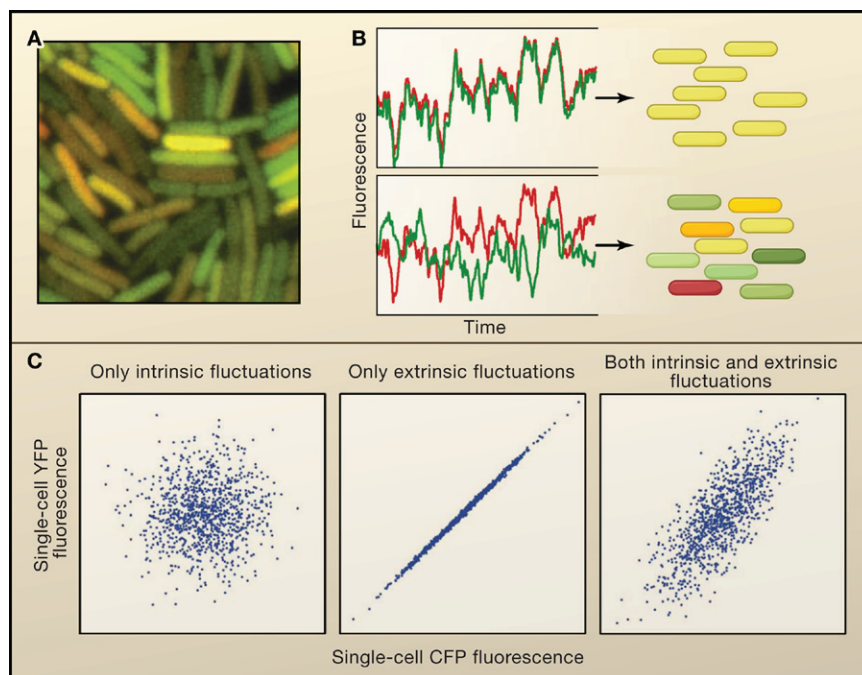 A
B
Fluorescence
Time
C
Only intrinsic fluctuations
Only extrinsic fluctuations
Both intrinsic and extrinsic
fluctuations
Single-cell YFP
fluorescence
Single-cell CFP fluorescence